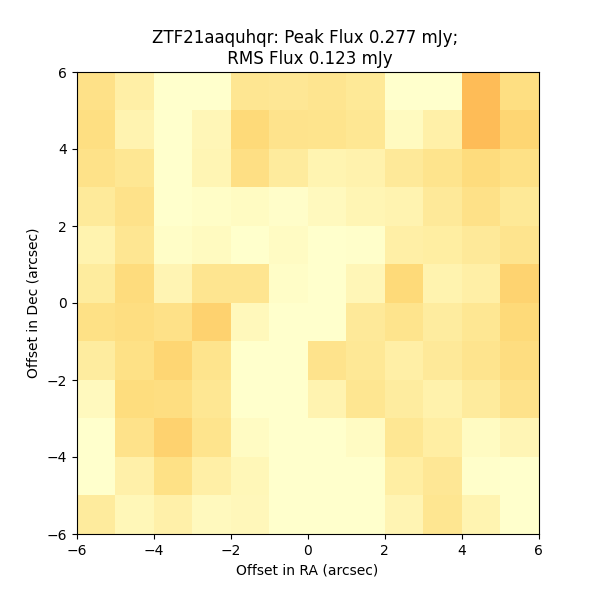 ZTF21aaquhqr: Peak Flux 0.277 mJy;
RMS Flux 0.123 mJy
6
4
2
0
−2
−4
−6
Offset in Dec (arcsec)
−6 −4 −2 0 2 4 6
Offset in RA (arcsec)